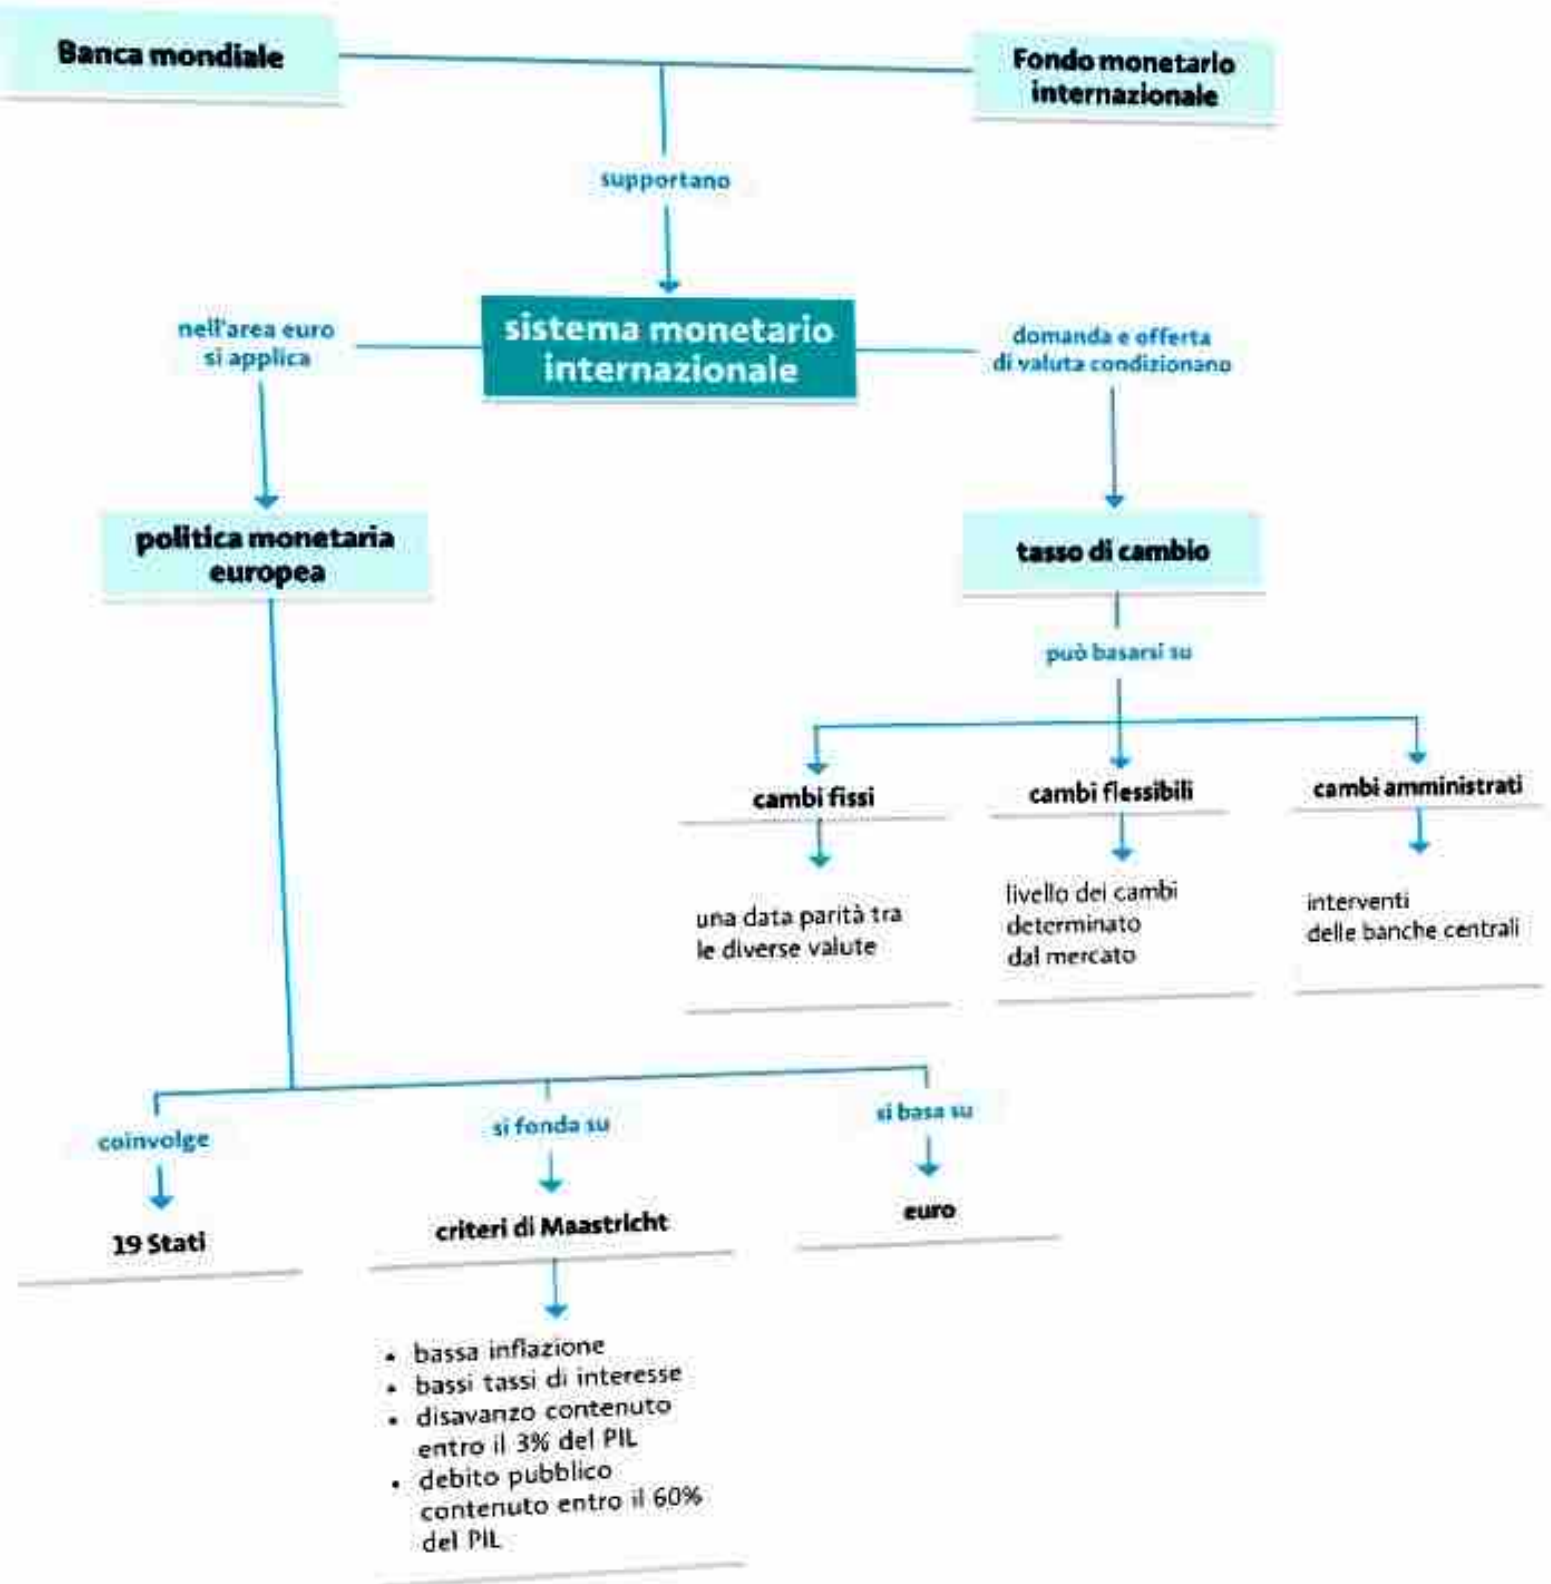 Banca mondiale
Fondo monetario
internazionale
supportano
nell'area euro
si applica
sistema monetario
internazionale
domanda e offerta
di valuta condizionano
politica monetaria
europea
tasso di cambio
può basarsi su
cambi fissi
cambi flessibili
cambi amministrati
una data parità tra
le diverse valute
livello dei cambi
determinato
dal mercato
interventi
delle banche centrali
coinvolge
si fonda su
si basa su
19 Stati
criteri di Maastricht
euro
• bassa inflazione
• bassi tassi di interesse
• disavanzo contenuto
entro il 3% del PIL
• debito pubblico
contenuto entro il 60%
del PIL